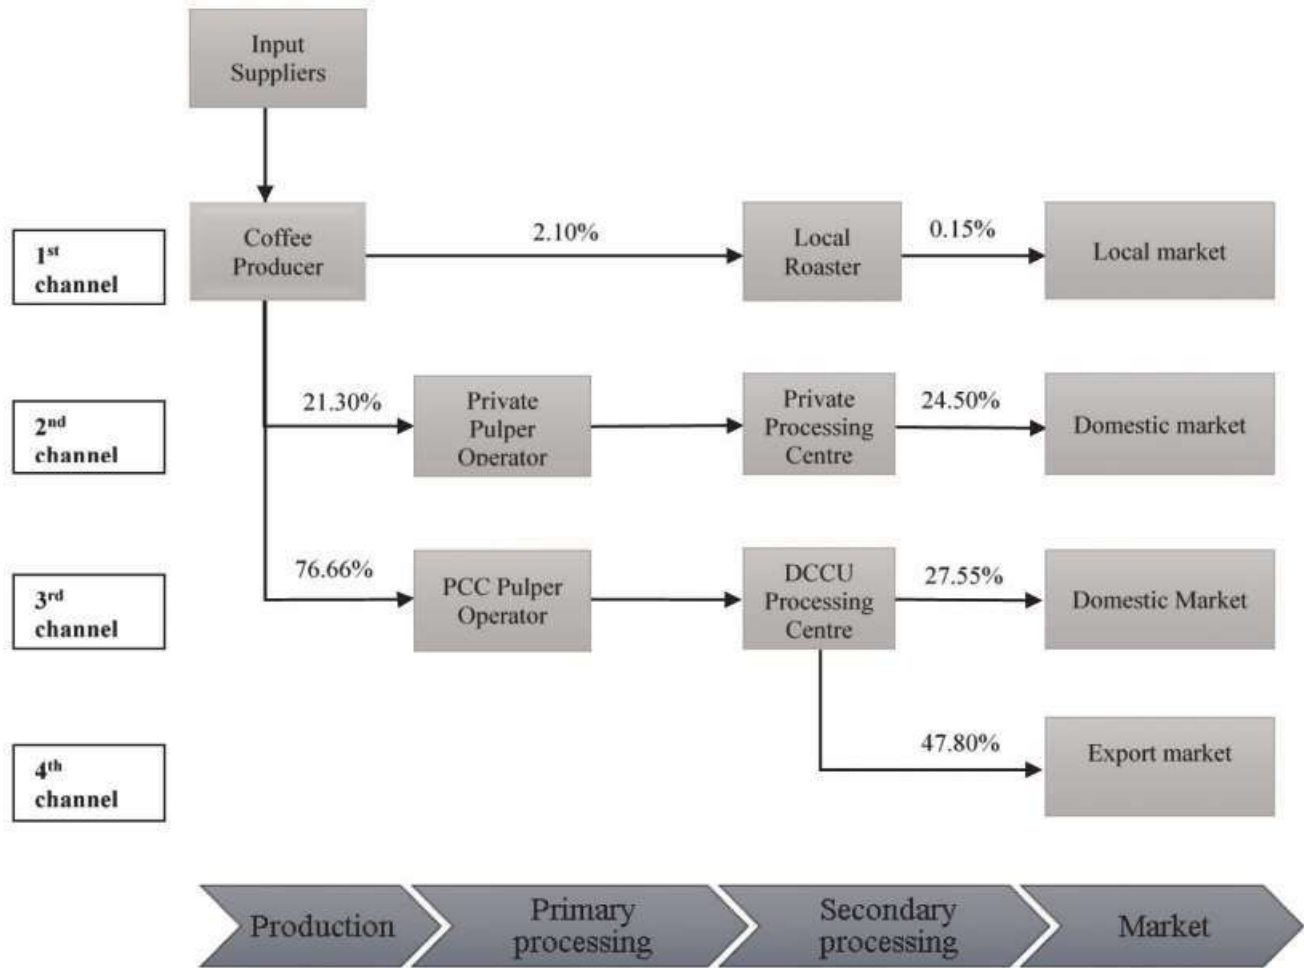 Input
Suppliers
1st
channel
Coffee
Producer
2.10%
Local
Roaster
0.15%
Local market
2nd
channel
21.30%
Private
Pulper
Operator
Private
Processing
Centre
24.50%
Domestic market
3rd
channel
76.66%
PCC Pulper
Operator
DCCU
Processing
Centre
27.55%
Domestic Market
4th
channel
47.80%
Export market
Production
Primary
processing
Secondary
processing
Market